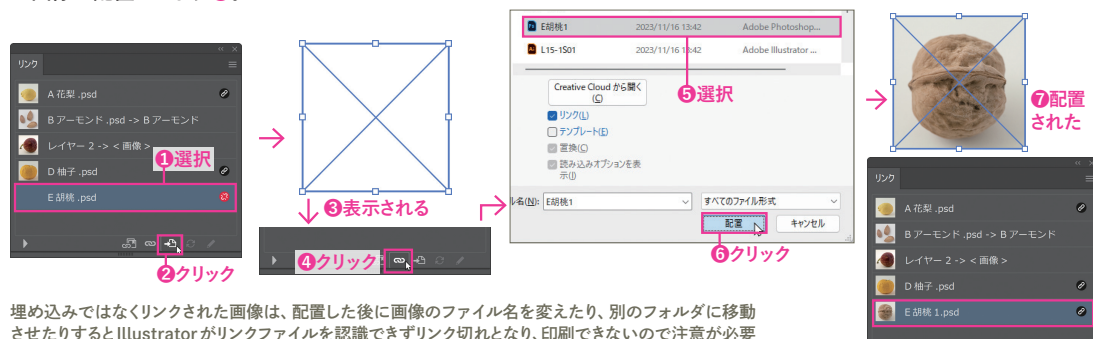 リンク
A 花梨 .psd
B アーモンド .psd -> B アーモンド
レイヤー 2 -> < 画像 >
❶選択
D 柚子 .psd
E 胡桃 .psd
❷クリック
❸表示される
❹クリック
E胡桃1 2023/11/16 13:42 Adobe Photoshop...
L15-1S01 2023/11/16 13:42 Adobe Illustrator ...
Creative Cloud から開く
(C)
❺選択
リンク(L)
テンプレート(E)
置換(C)
読み込みオプションを表
示(I)
ル名(N): E胡桃1 すべてのファイル形式
配置 キャンセル
❻クリック
❼配置
された
リンク
A 花梨 .psd
B アーモンド .psd -> B アーモンド
レイヤー 2 -> < 画像 >
D 柚子 .psd
E 胡桃 1.psd
埋め込みではなくリンクされた画像は、配置した後に画像のファイル名を変えたり、別のフォルダに移動
させたりするとIllustratorがリンクファイルを認識できずリンク切れとなり、印刷できないので注意が必要